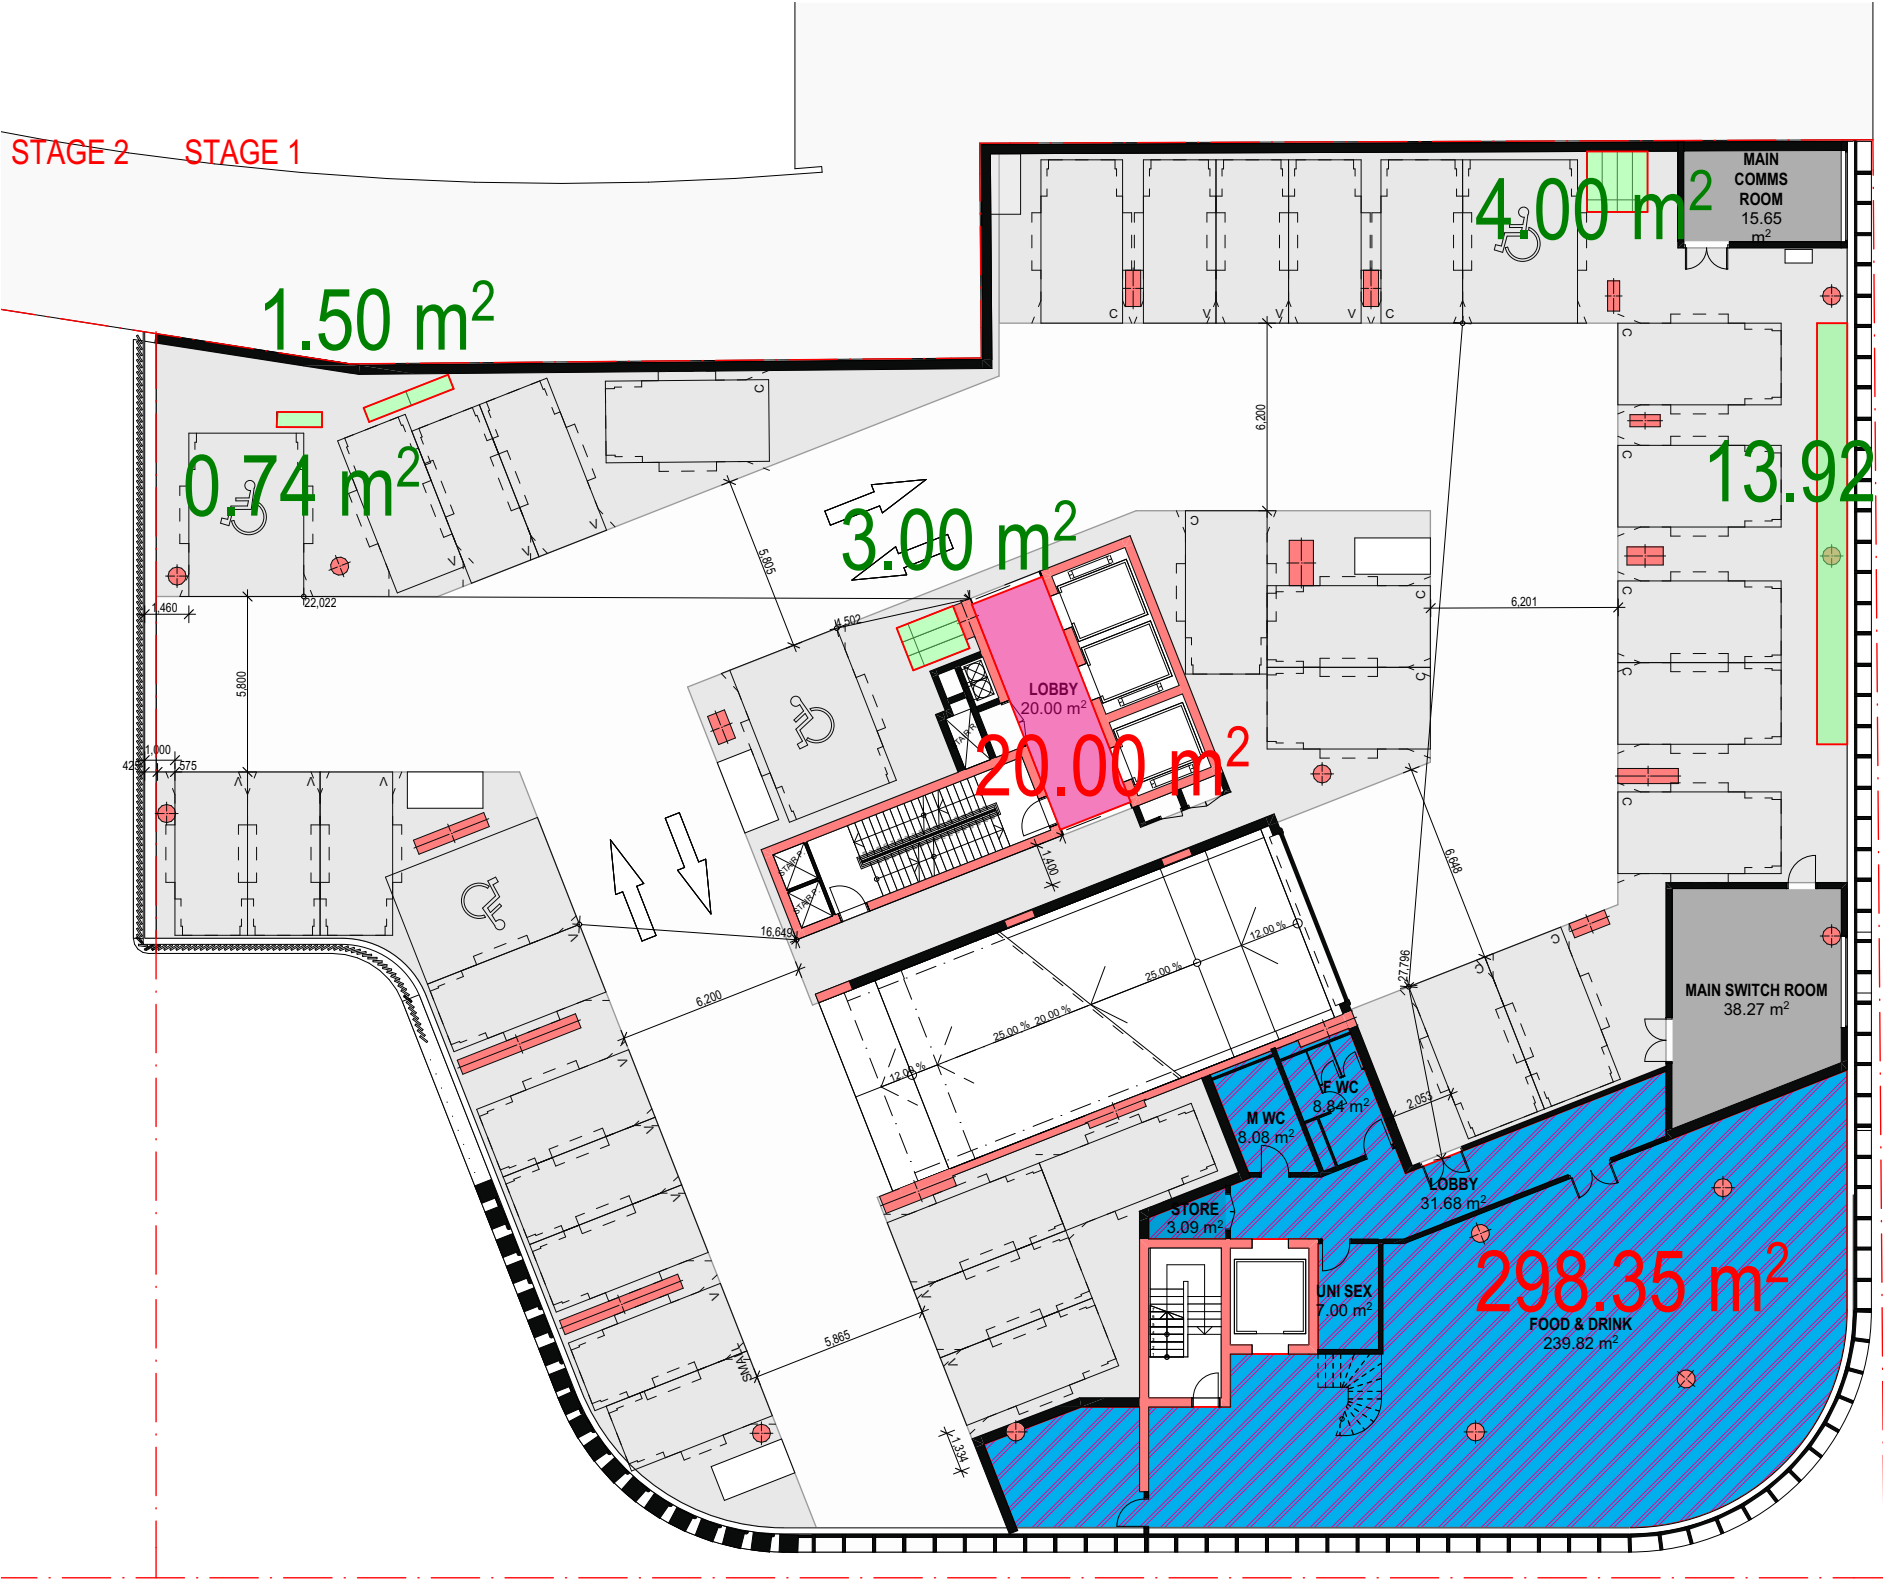 STAGE 2 STAGE 1
MAIN
COMMS
ROOM
15.65
m²
4.00 m²
1.50 m²
C V V V C
C
C
6,200
0.74 m²
13.92
C
V V V
3.00 m²
5,805
C
22,022
1,460
4,502
C
C
6,201
5,800
LOBBY
20.00 m²
C
C
STAIR P.
20.00 m²
1,000
425 575
V V V
C
STAIR P.
STAIR P.
1,400
6,648
16,649
V
12.00 %
25.00 %
C
C
27,796
MAIN SWITCH ROOM
38.27 m²
6,200
25.00 % 20.00 %
V
12.00 %
F WC
8.84 m²
M WC
8.08 m²
2,053
V
LOBBY
31.68 m²
STORE
3.09 m²
V
298.35 m²
UNI SEX
7.00 m²
FOOD & DRINK
239.82 m²
V
V
5,865
SMALL
V
1,334